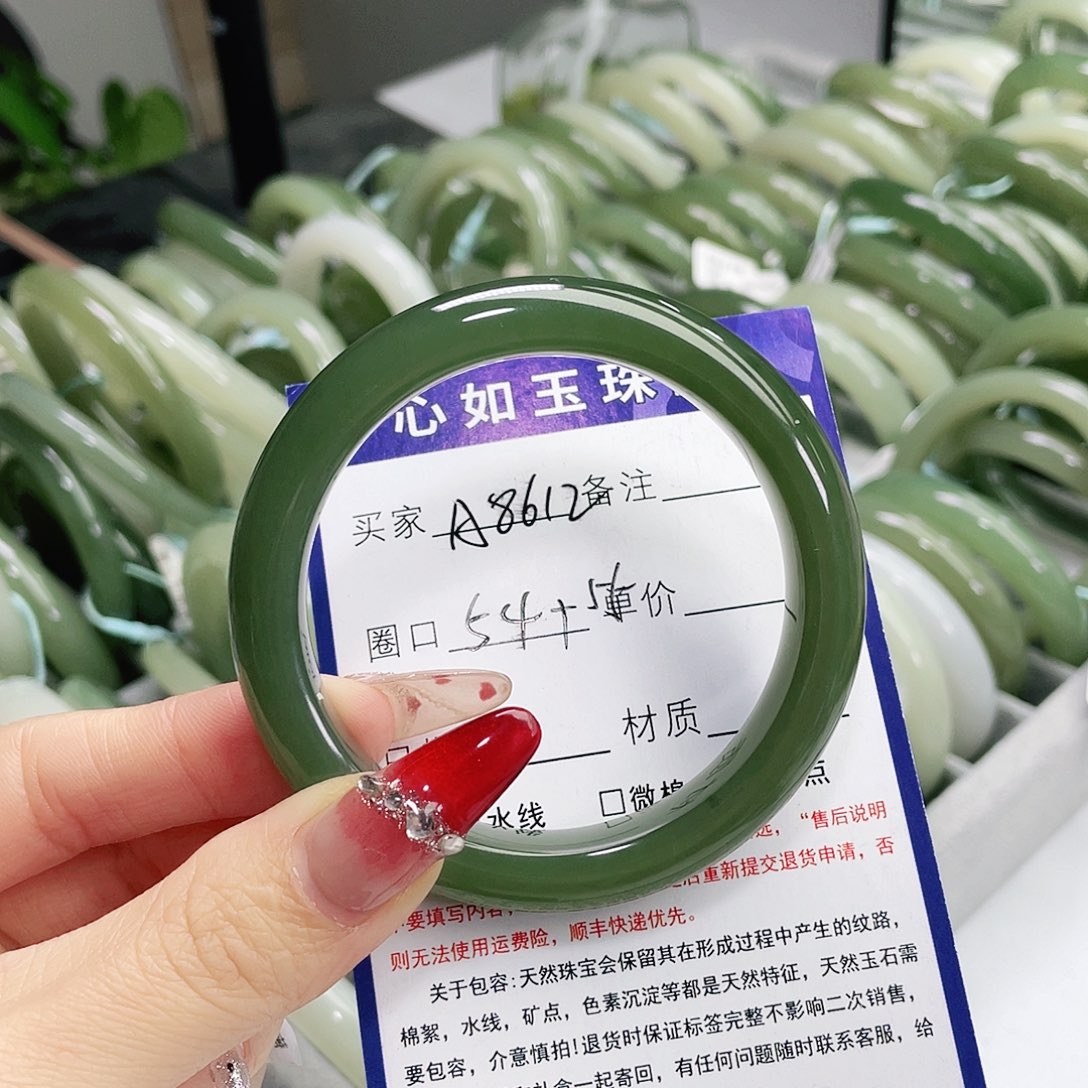 心如玉珠
买家 A8612 备注
圈口 54+ 单价
材质
水线 □微棉 点
选，“售后说明
后重新提交退货申请，否
要填写内容，
则无法使用运费险，顺丰快递优先。
关于包容：天然珠宝会保留其在形成过程中产生的纹路，
棉絮，水线，矿点，色素沉淀等都是天然特征，天然玉石需
要包容，介意慎拍！退货时保证标签完整不影响二次销售，
一起寄回，有任何问题随时联系客服，给